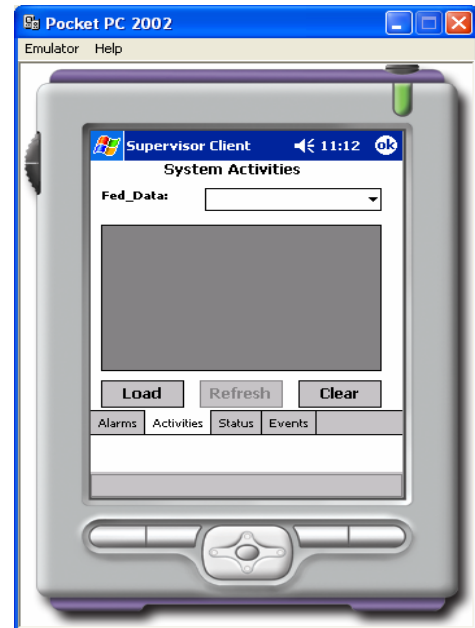 Pocket PC 2002
Emulator Help
Supervisor Client 11:12 ok
System Activities
Fed_Data:
Load Refresh Clear
Alarms Activities Status Events